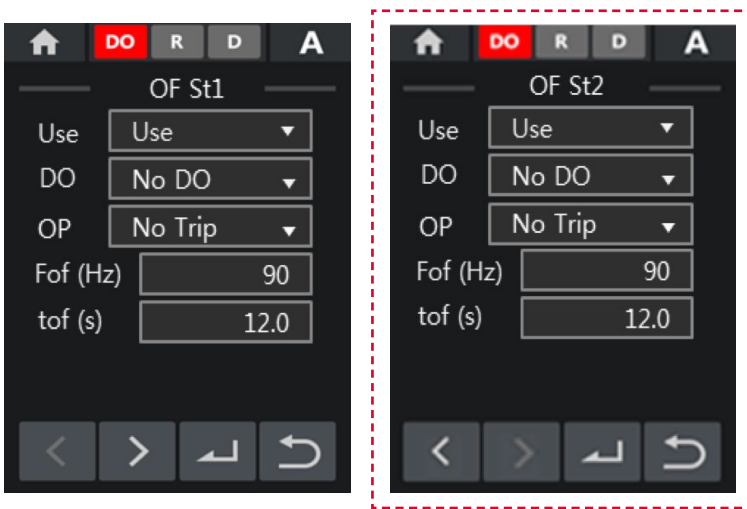 DO R D A
OF St1
Use Use
DO No DO
OP No Trip
Fof (Hz) 90
tof (s) 12.0
DO R D A
OF St2
Use Use
DO No DO
OP No Trip
Fof (Hz) 90
tof (s) 12.0